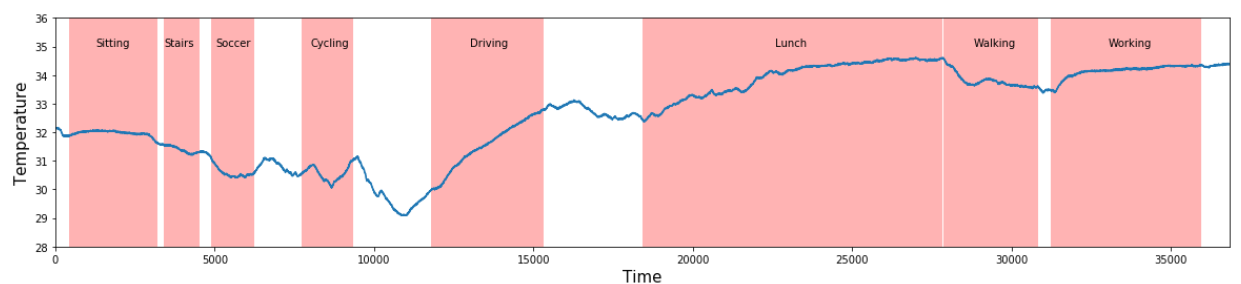 36
35
34
33
32
31
30
29
28
Temperature
Sitting Stairs Soccer Cycling Driving Lunch Walking Working
0 5000 10000 15000 20000 25000 30000 35000
Time